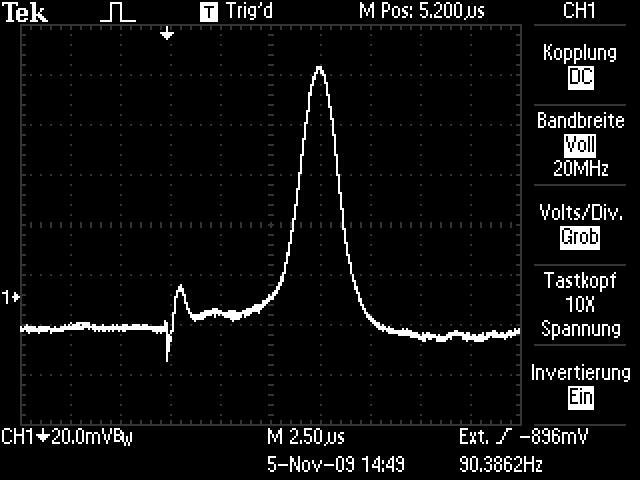 Tek T Trig'd M Pos: 5.200µs CH1
Kopplung
DC
Bandbreite
Voll
20MHz
Volts/Div.
Grob
1
Tastkopf
10X
Spannung
Invertierung
Ein
CH1 20.0mVBw M 2.50µs Ext. -896mV
5-Nov-09 14:49 90.3862Hz